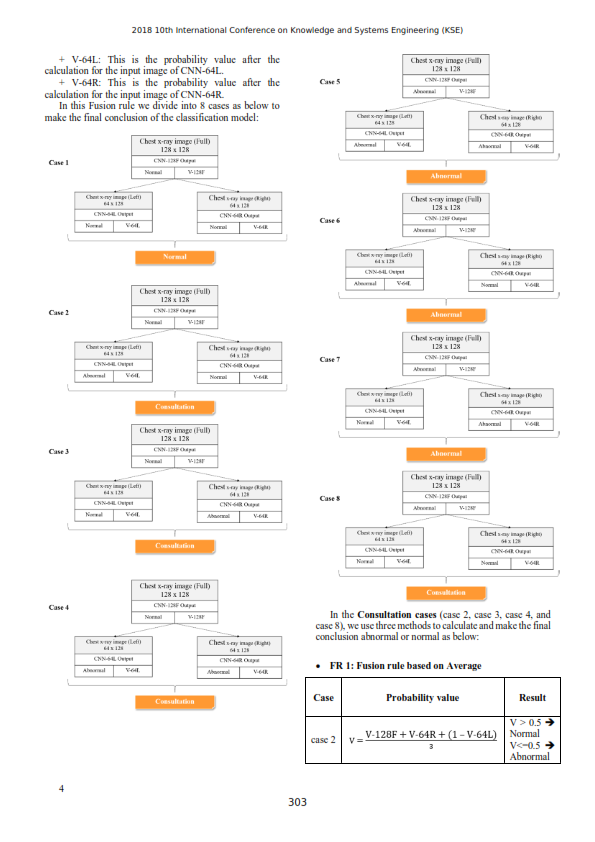 2018 10th International Conference on Knowledge and Systems Engineering (KSE)
+ V-64L: This is the probability value after the
calculation for the input image of CNN-64L.
+ V-64R: This is the probability value after the
calculation for the input image of CNN-64R.
In this Fusion rule we divide into 8 cases as below to
make the final conclusion of the classification model:
Case 1
Chest x-ray image (Full)
128 x 128
CNN-128F Output
Normal V-128F
Chest x-ray image (Left)
64 x 128
CNN-64L Output
Normal V-64L
Chest x-ray image (Right)
64 x 128
CNN-64R Output
Normal V-64R
Normal
Case 2
Chest x-ray image (Full)
128 x 128
CNN-128F Output
Normal V-128F
Chest x-ray image (Left)
64 x 128
CNN-64L Output
Abnormal V-64L
Chest x-ray image (Right)
64 x 128
CNN-64R Output
Normal V-64R
Consultation
Case 3
Chest x-ray image (Full)
128 x 128
CNN-128F Output
Normal V-128F
Chest x-ray image (Left)
64 x 128
CNN-64L Output
Normal V-64L
Chest x-ray image (Right)
64 x 128
CNN-64R Output
Abnormal V-64R
Consultation
Case 4
Chest x-ray image (Full)
128 x 128
CNN-128F Output
Normal V-128F
Chest x-ray image (Left)
64 x 128
CNN-64L Output
Abnormal V-64L
Chest x-ray image (Right)
64 x 128
CNN-64R Output
Abnormal V-64R
Consultation
Case 5
Chest x-ray image (Full)
128 x 128
CNN-128F Output
Abnormal V-128F
Chest x-ray image (Left)
64 x 128
CNN-64L Output
Abnormal V-64L
Chest x-ray image (Right)
64 x 128
CNN-64R Output
Abnormal V-64R
Abnormal
Case 6
Chest x-ray image (Full)
128 x 128
CNN-128F Output
Abnormal V-128F
Chest x-ray image (Left)
64 x 128
CNN-64L Output
Abnormal V-64L
Chest x-ray image (Right)
64 x 128
CNN-64R Output
Normal V-64R
Abnormal
Case 7
Chest x-ray image (Full)
128 x 128
CNN-128F Output
Abnormal V-128F
Chest x-ray image (Left)
64 x 128
CNN-64L Output
Normal V-64L
Chest x-ray image (Right)
64 x 128
CNN-64R Output
Abnormal V-64R
Abnormal
Case 8
Chest x-ray image (Full)
128 x 128
CNN-128F Output
Abnormal V-128F
Chest x-ray image (Left)
64 x 128
CNN-64L Output
Normal V-64L
Chest x-ray image (Right)
64 x 128
CNN-64R Output
Normal V-64R
Consultation
In the Consultation cases (case 2, case 3, case 4, and
case 8), we use three methods to calculate and make the final
conclusion abnormal or normal as below:
• FR 1: Fusion rule based on Average
Case Probability value Result
case 2 V = V-128F + V-64R + (1 – V-64L)
3
V > 0.5 ➔
Normal
V<=0.5 ➔
Abnormal
4
303